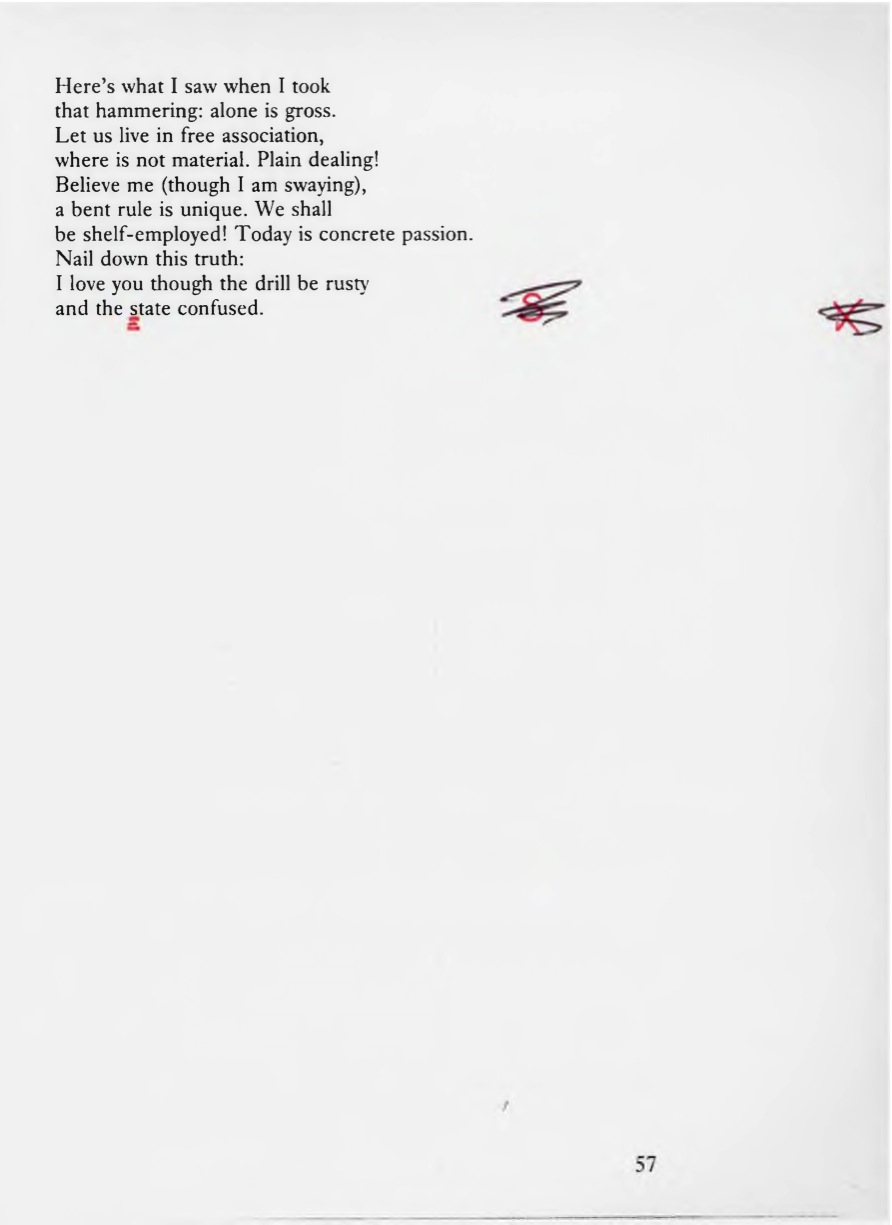 Here's what I saw when I took
that hammering: alone is gross.
Let us live in free association,
where is not material. Plain dealing!
Believe me (though I am swaying),
a bent rule is unique. We shall
be shelf-employed! Today is concrete passion.
Nail down this truth:
I love you though the drill be rusty
and the state confused.
57